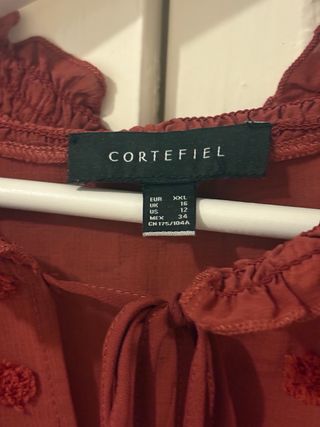 CORTEFIEL
EUR XXL
UK 16
US 12
MEX 34
CN 175/104A